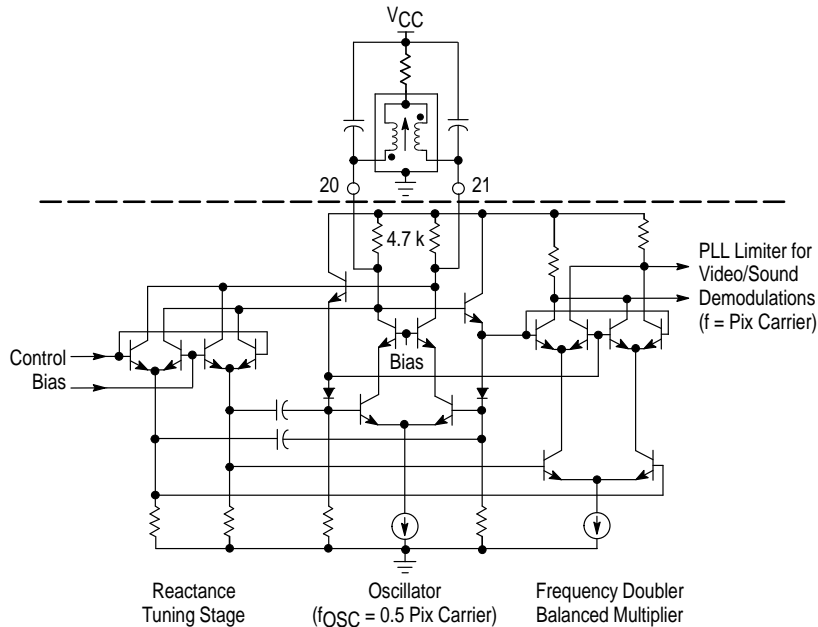 VCC
20
21
4.7 k
PLL Limiter for
Video/Sound
Demodulations
(f = Pix Carrier)
Control
Bias
Bias
Reactance
Tuning Stage
Oscillator
(fOSC = 0.5 Pix Carrier)
Frequency Doubler
Balanced Multiplier